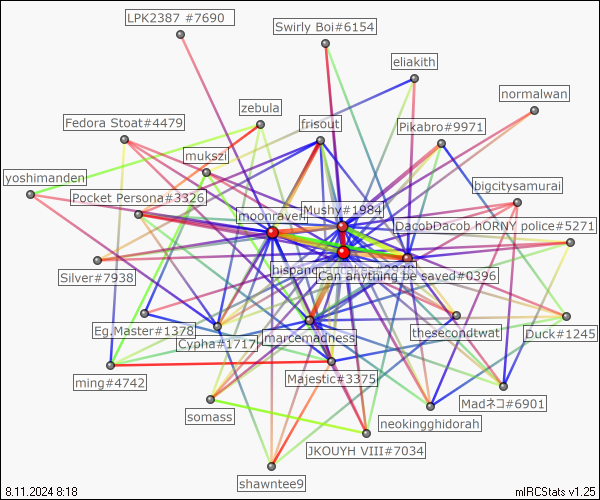 LPK2387 #7690
Swirly Boi#6154
eliakith
normalwan
zebula
Fedora Stoat#4479
frisout
Pikabro#9971
mukszi
yoshimanden
bigcitysamurai
Pocket Persona#3326
Mushy#1984
moonraven
DacobDacob hORNY police#5271
Silver#7938
Can anything be saved#0396
Eg.Master#1378
Cypha#1717
marcemadness
thesecondtwat
Duck#1245
ming#4742
Majestic#3375
Madネコ#6901
somass
neokingghidorah
JKOUYH VIII#7034
shawntee9
8.11.2024 8:18
mIRCStats v1.25